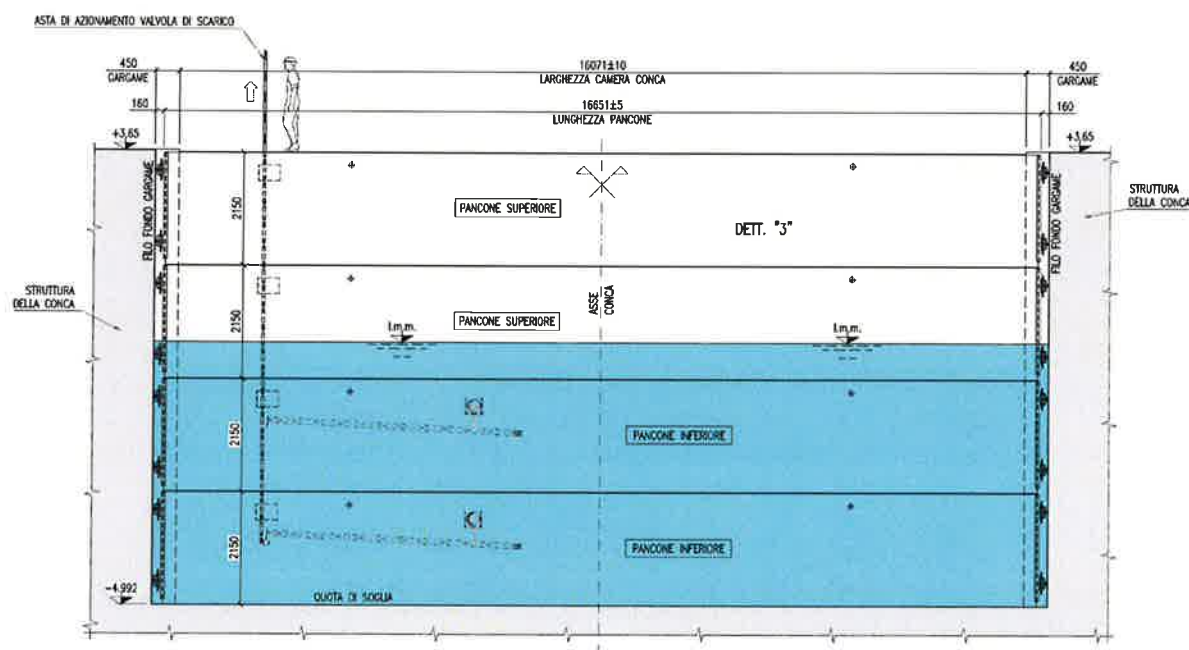 ASTA DI AZIONAMENTO VALVOLA DI SCARICO
450
GARGAME
16071±10
LARGHEZZA CAMERA CONCA
450
GARGAME
160
16651±5
LUNGHEZZA PANCONE
160
+3,65
+3,65
FILO FONDO GARGAME
2150
PANCONE SUPERIORE
DETT. "3"
FILO FONDO GARGAME
STRUTTURA
DELLA CONCA
STRUTTURA
DELLA CONCA
2150
PANCONE SUPERIORE
ASSE
CONCA
l.m.m.
l.m.m.
2150
PANCONE INFERIORE
2150
PANCONE INFERIORE
-4.992
QUOTA DI SOGLIA